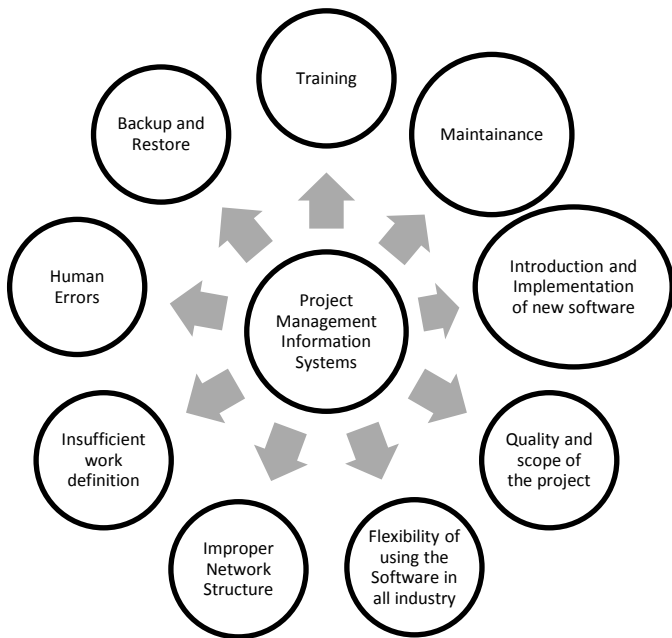 Training
Maintainance
Introduction and
Implementation
of new software
Quality and
scope of
the project
Flexibility of
using the
Software in
all industry
Improper
Network
Structure
Insufficient
work
definition
Human
Errors
Backup and
Restore
Project
Management
Information
Systems